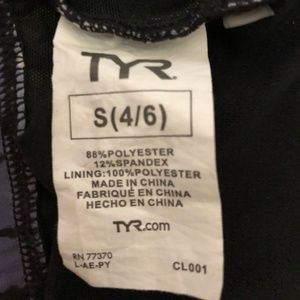 TYR
S(4/6)
88%POLYESTER
12%SPANDEX
LINING:100%POLYESTER
MADE IN CHINA
FABRIQUÉ EN CHINA
HECHO EN CHINA
TYR.com
RN 77370
L-AE-PY
CL001